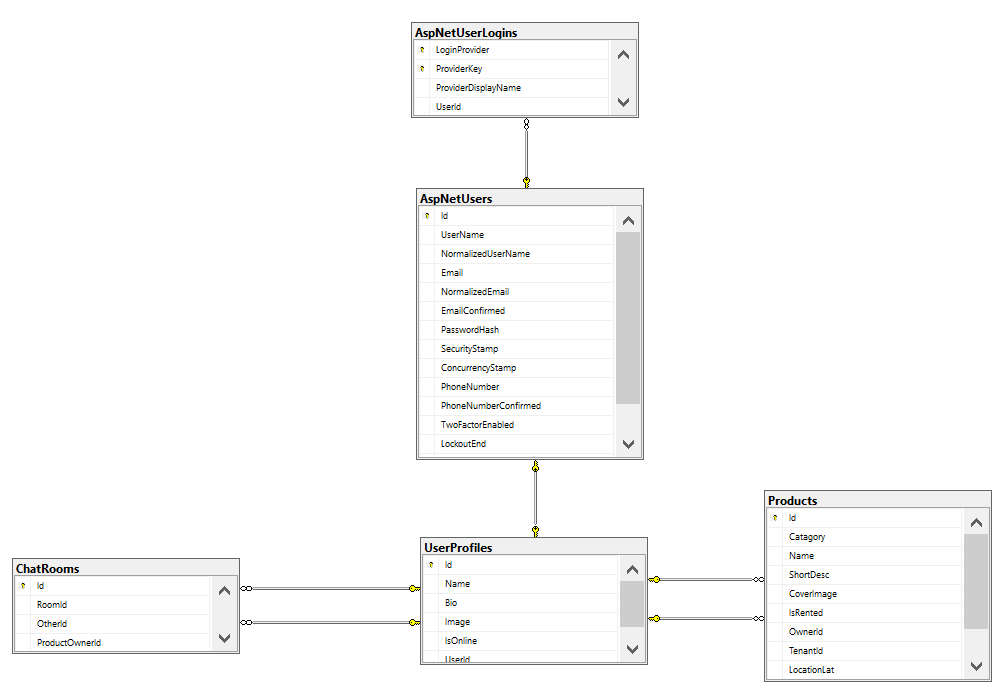 AspNetUserLogins
LoginProvider
ProviderKey
ProviderDisplayName
UserId
AspNetUsers
Id
UserName
NormalizedUserName
Email
NormalizedEmail
EmailConfirmed
PasswordHash
SecurityStamp
ConcurrencyStamp
PhoneNumber
PhoneNumberConfirmed
TwoFactorEnabled
LockoutEnd
UserProfiles
Id
Name
Bio
Image
IsOnline
UserId
ChatRooms
Id
RoomId
OtherId
ProductOwnerId
Products
Id
Catagory
Name
ShortDesc
CoverImage
IsRented
OwnerId
TenantId
LocationLat